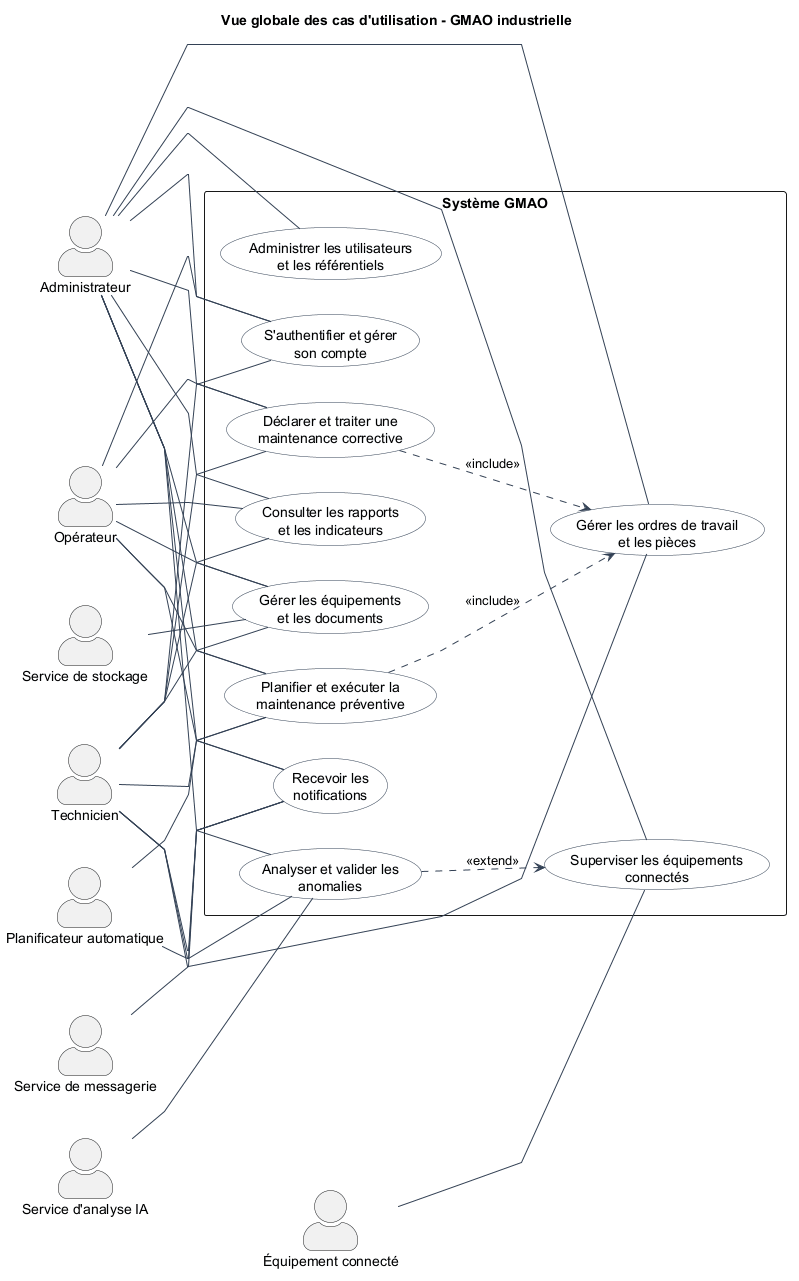 Vue globale des cas d'utilisation - GMAO industrielle
Système GMAO
Administrateur
Administrer les utilisateurs
et les référentiels
S'authentifier et gérer
son compte
Déclarer et traiter une
maintenance corrective
«include»
Opérateur
Consulter les rapports
et les indicateurs
Gérer les ordres de travail
et les pièces
Gérer les équipements
et les documents
«include»
Service de stockage
Planifier et exécuter la
maintenance préventive
Technicien
Recevoir les
notifications
Analyser et valider les
anomalies
«extend»
Superviser les équipements
connectés
Planificateur automatique
Service de messagerie
Service d'analyse IA
Équipement connecté